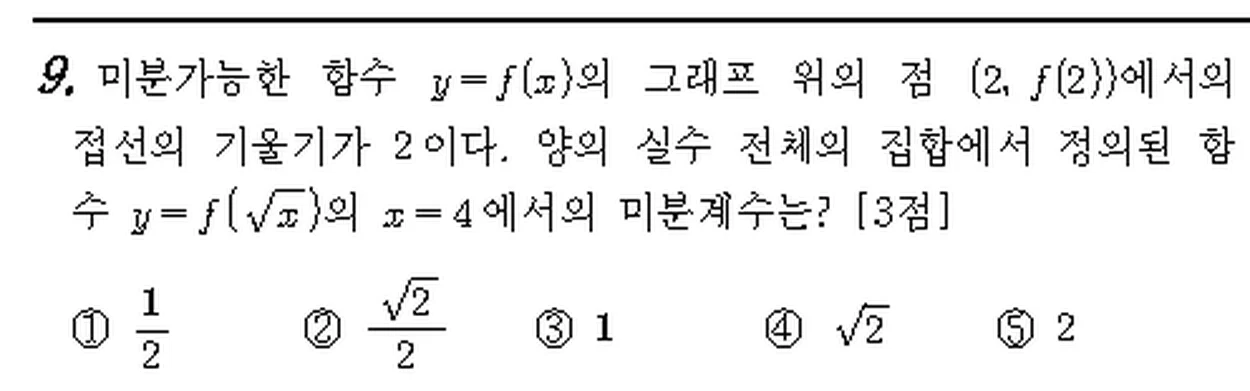 9. 미분가능한 함수 y=f(x)의 그래프 위의 점 (2, f(2))에서의
접선의 기울기가 2이다. 양의 실수 전체의 집합에서 정의된 함
수 y=f(√x)의 x=4에서의 미분계수는? [3점]
① 1/2 ② √2/2 ③ 1 ④ √2 ⑤ 2